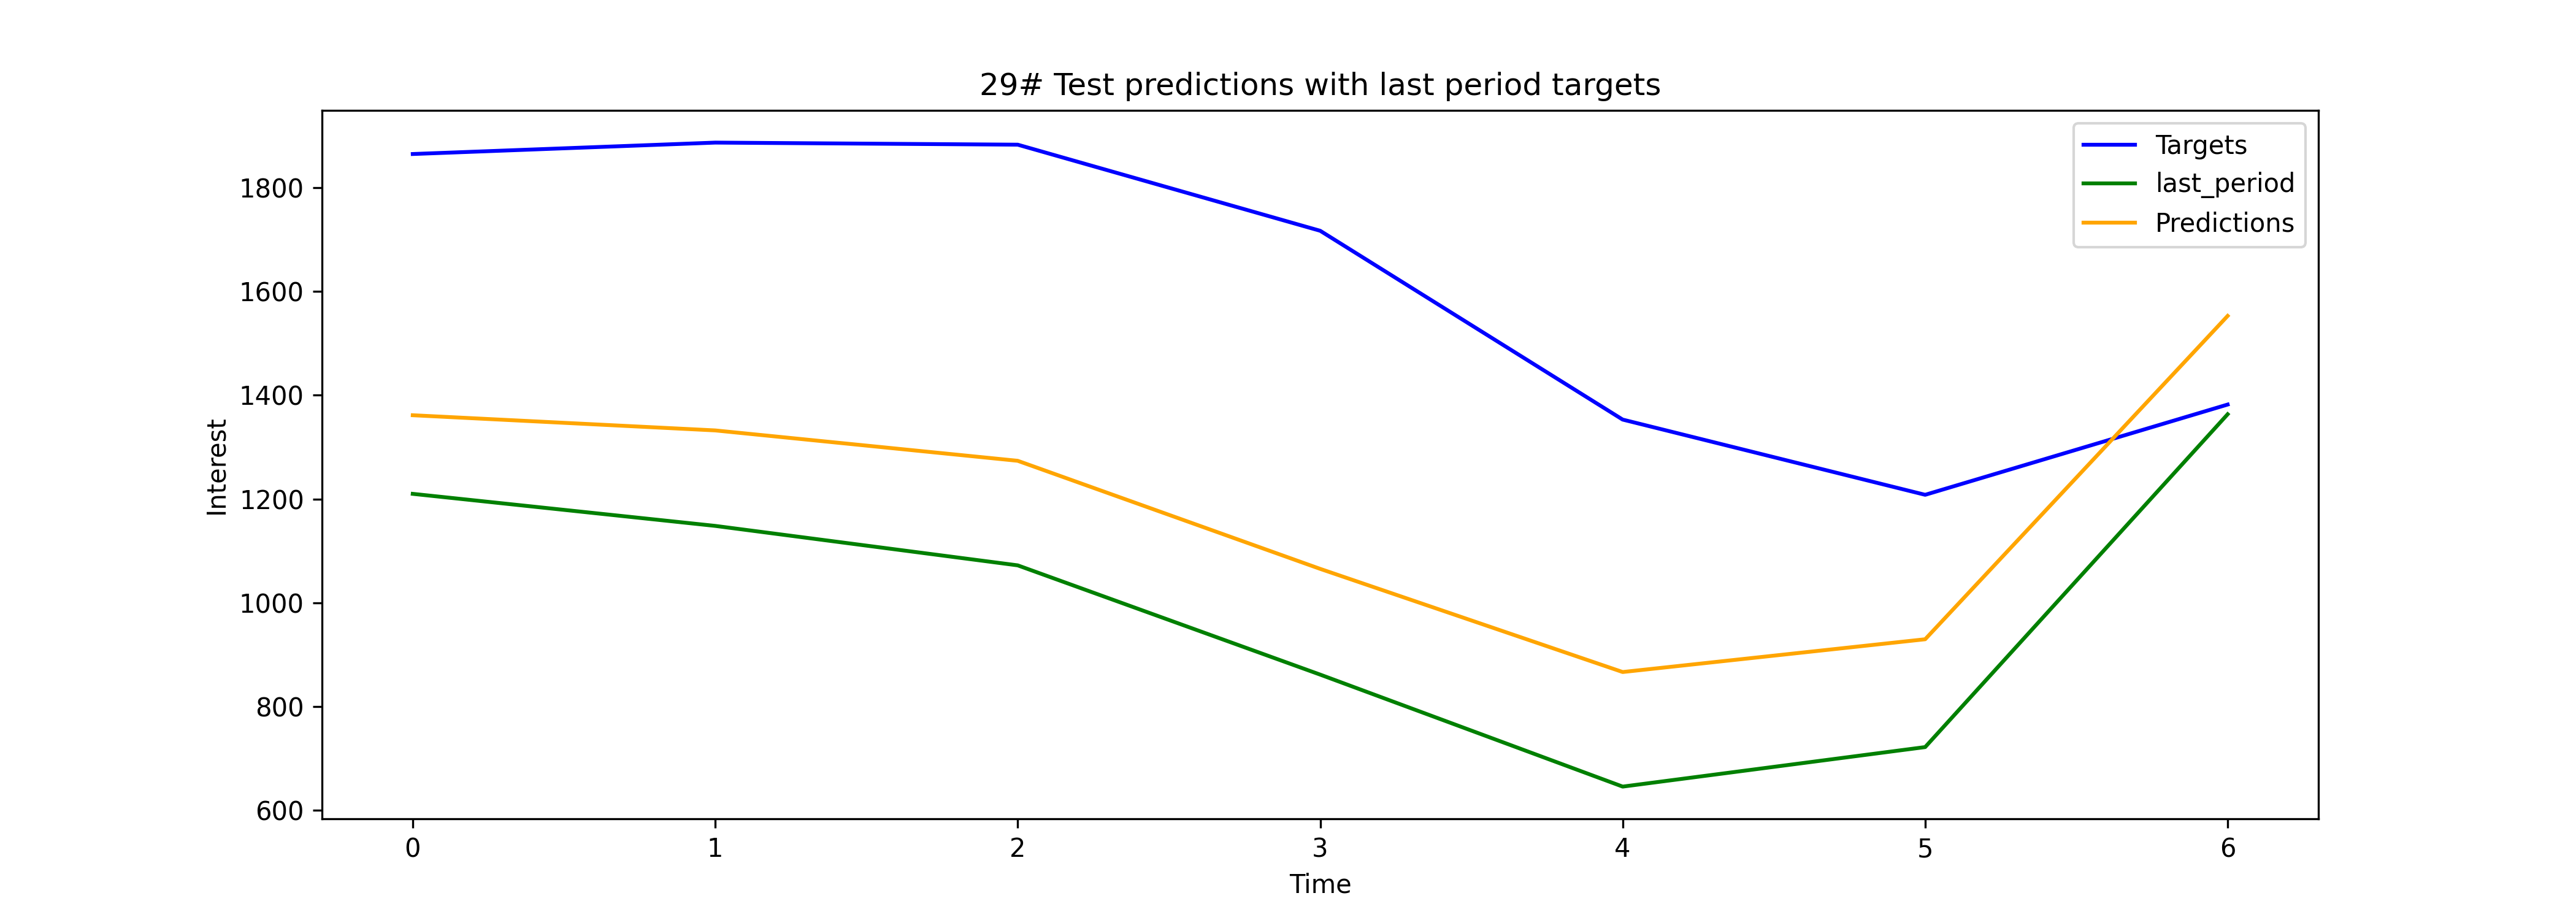 29# Test predictions with last period targets
Targets
last_period
Predictions
Interest
1800
1600
1400
1200
1000
800
600
0 1 2 3 4 5 6
Time